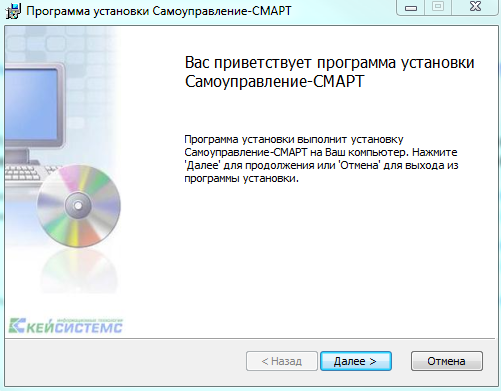 Программа установки Самоуправление-СМАРТ
Вас приветствует программа установки
Самоуправление-СМАРТ
Программа установки выполнит установку
Самоуправление-СМАРТ на Ваш компьютер. Нажмите
'Далее' для продолжения или 'Отмена' для выхода из
программы установки.
информационные технологии
КЕЙСИСТЕМС
< Назад
Далее >
Отмена